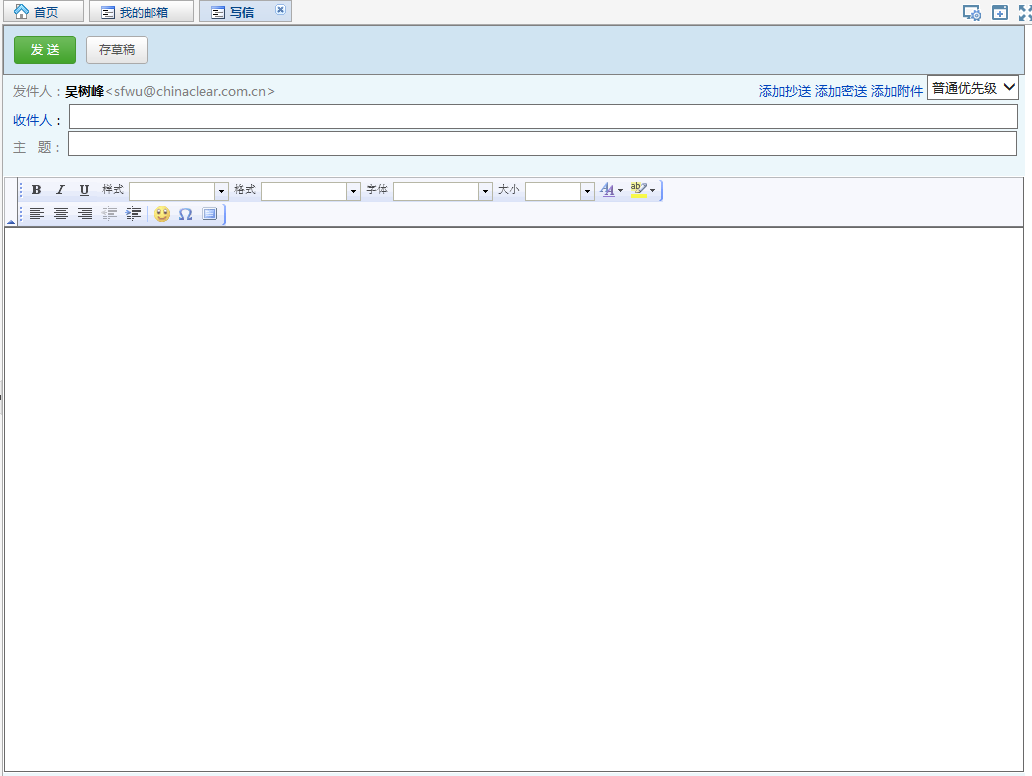 首页 我的邮箱 写信
发送 存草稿
发件人：吴树峰<sfwu@chinaclear.com.cn> 添加抄送 添加密送 添加附件 普通优先级
收件人：
主 题：
B I U 样式 格式 字体 大小 A ab
Ω